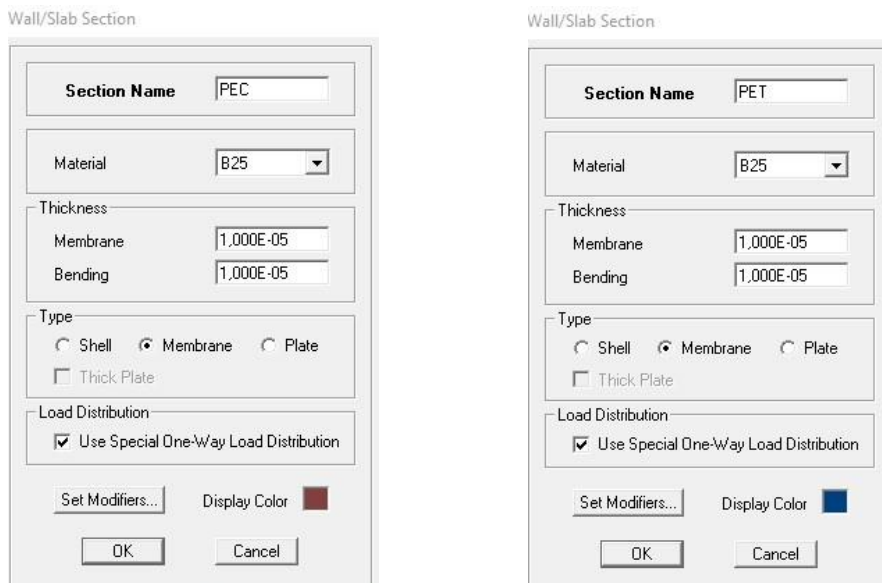 Wall/Slab Section
Section Name PEC
Material B25
Thickness
Membrane 1,000E-05
Bending 1,000E-05
Type
Shell Membrane Plate
Thick Plate
Load Distribution
Use Special One-Way Load Distribution
Set Modifiers... Display Color
OK Cancel
Wall/Slab Section
Section Name PET
Material B25
Thickness
Membrane 1,000E-05
Bending 1,000E-05
Type
Shell Membrane Plate
Thick Plate
Load Distribution
Use Special One-Way Load Distribution
Set Modifiers... Display Color
OK Cancel